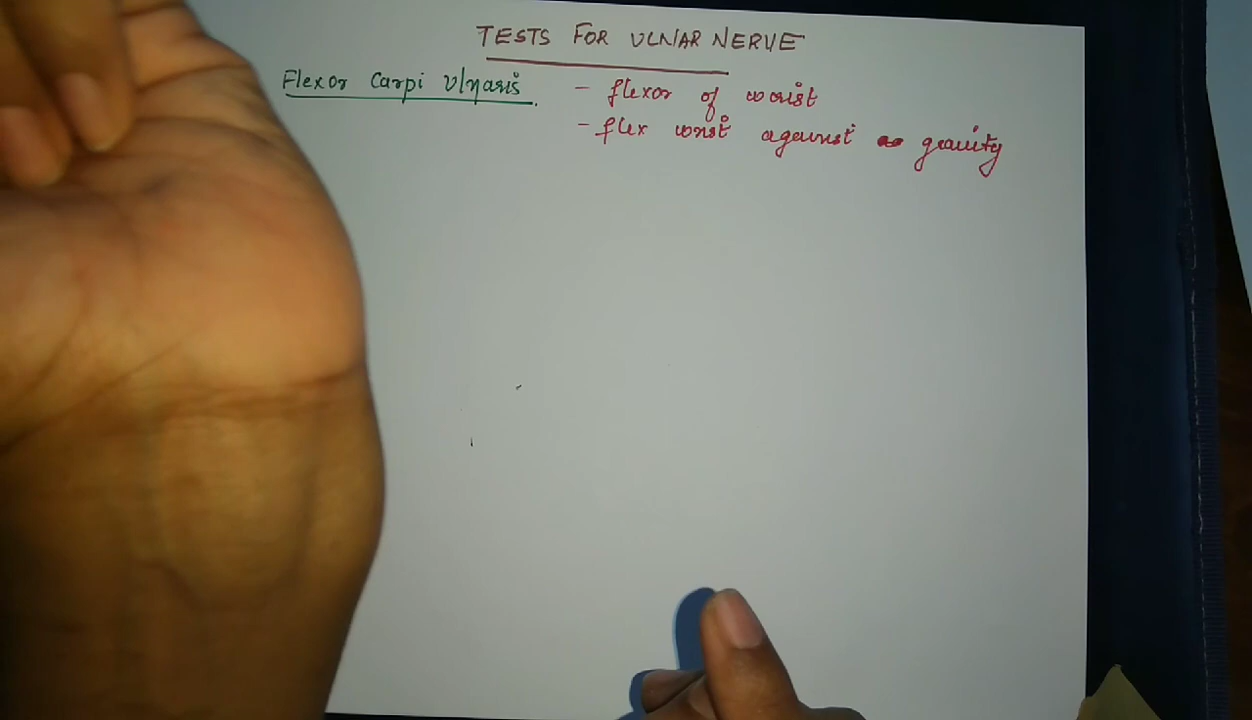 TESTS FOR ULNAR NERVE
Flexor Carpi Ulnaris - flexor of wrist
- flex wrist against gravity